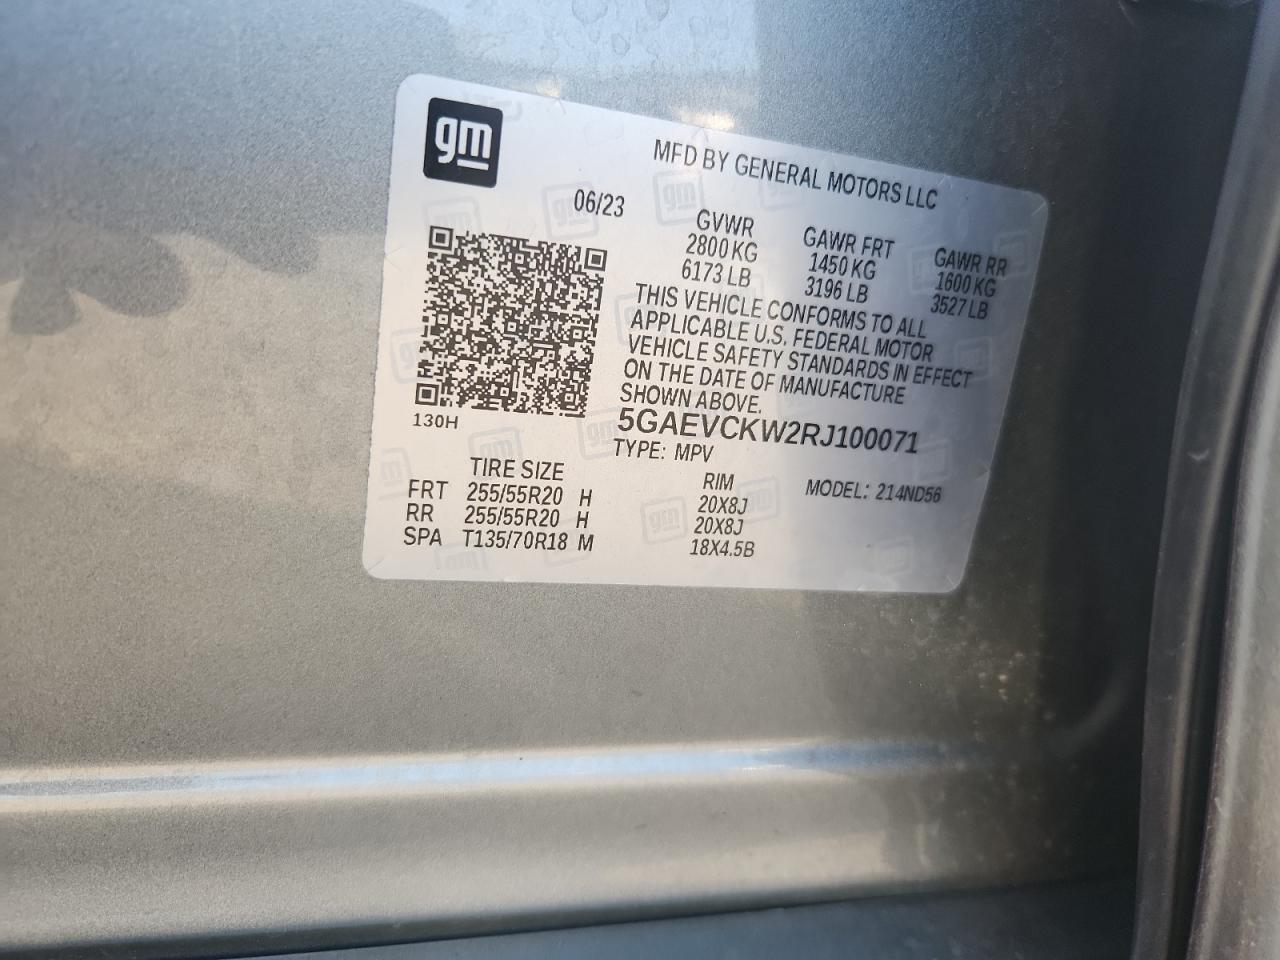 gm
MFD BY GENERAL MOTORS LLC
06/23
GVWR GAWR FRT GAWR RR
2800 KG 1450 KG 1600 KG
6173 LB 3196 LB 3527 LB
THIS VEHICLE CONFORMS TO ALL
APPLICABLE U.S. FEDERAL MOTOR
VEHICLE SAFETY STANDARDS IN EFFECT
ON THE DATE OF MANUFACTURE
SHOWN ABOVE.
130H
5GAEVCKW2RJ100071
TYPE: MPV MODEL: 214ND56
TIRE SIZE RIM
FRT 255/55R20 H 20X8J
RR 255/55R20 H 20X8J
SPA T135/70R18 M 18X4.5B